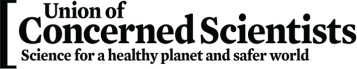 Union of
Concerned Scientists
Science for a healthy planet and safer world